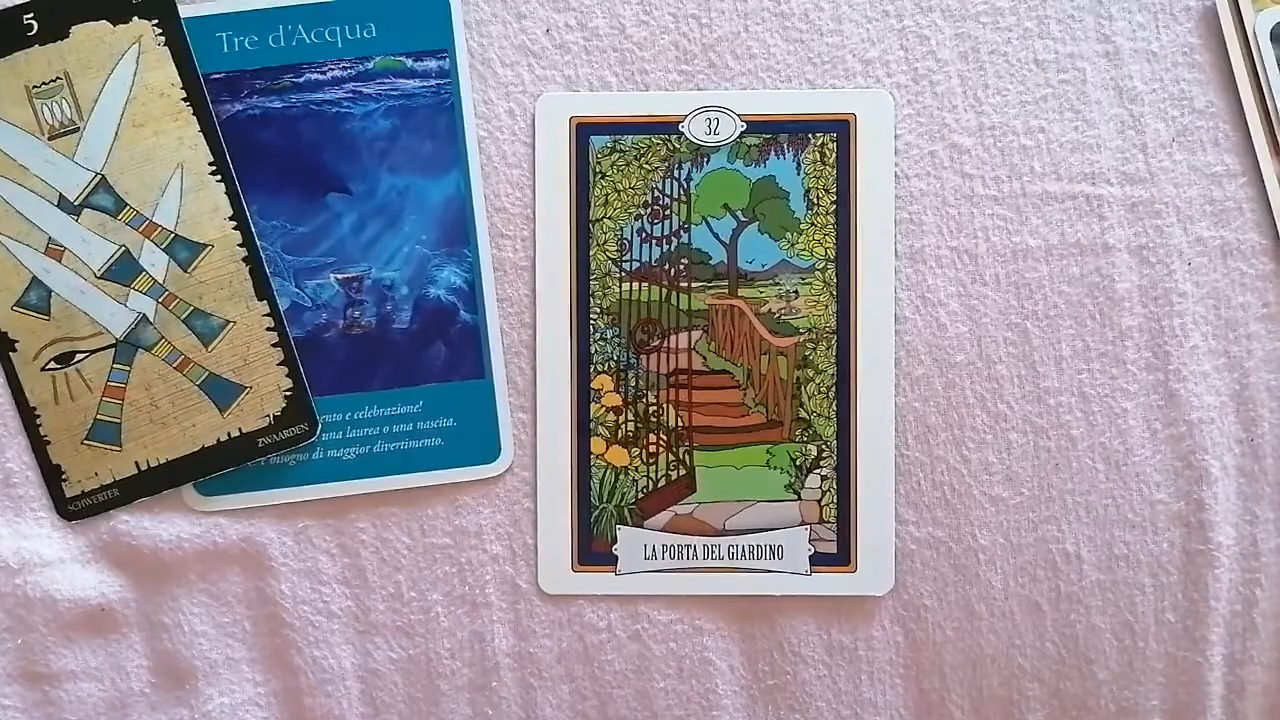 5
ZWAARDEN
SCHWERTER
Tre d'Acqua
e celebrazione!
una laurea o una nascita.
bisogno di maggior divertimento.
32
LA PORTA DEL GIARDINO